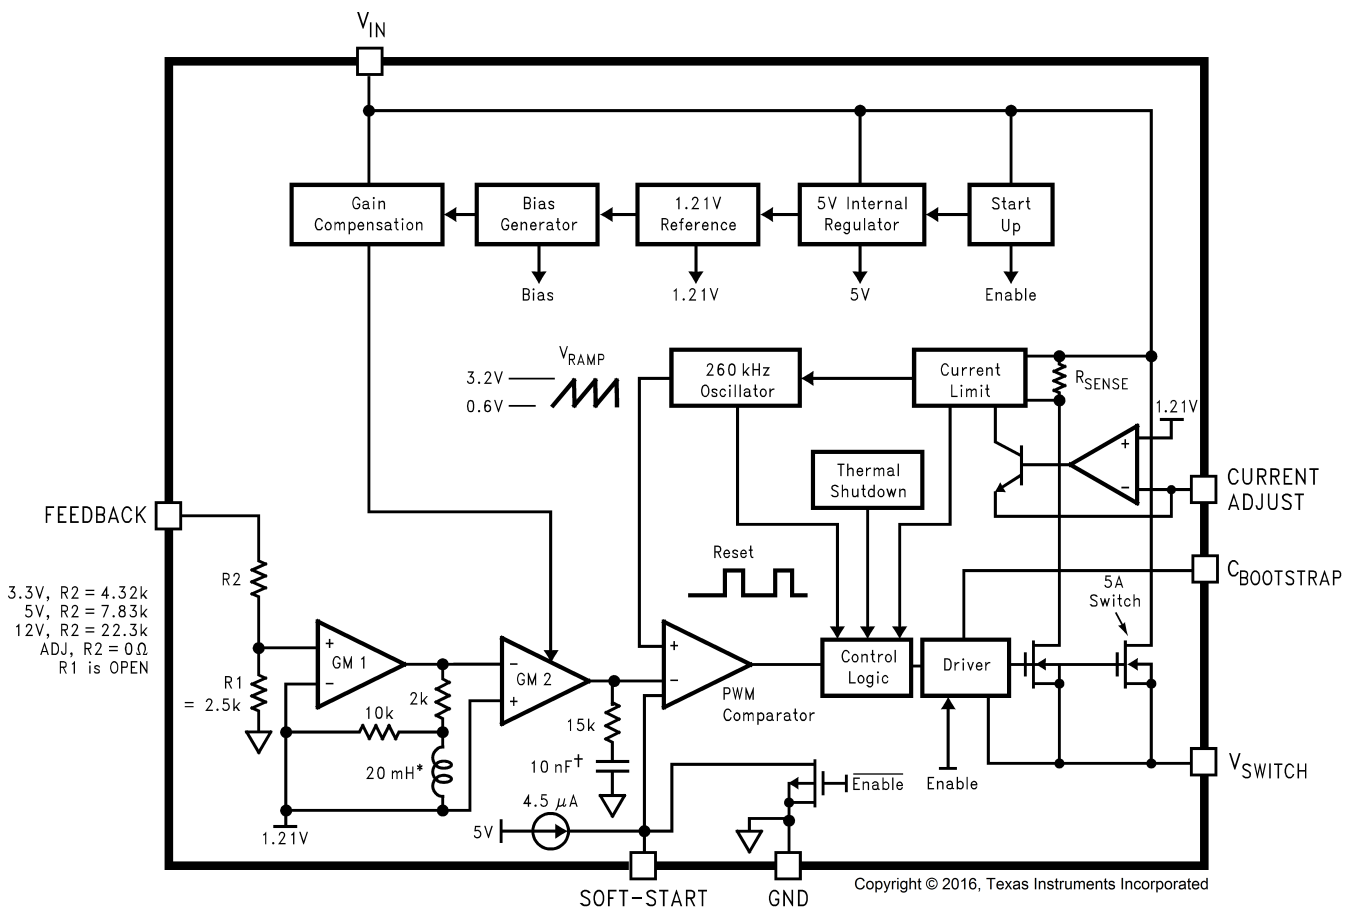 VIN
Gain
Compensation
Bias
Generator
1.21V
Reference
5V Internal
Regulator
Start
Up
Bias
1.21V
5V
Enable
VRAMP
3.2V
0.6V
260 kHz
Oscillator
Current
Limit
RSENSE
1.21V
+
−
Thermal
Shutdown
CURRENT
ADJUST
FEEDBACK
Reset
CBOOTSTRAP
5A
Switch
R2
3.3V, R2 = 4.32k
5V, R2 = 7.83k
12V, R2 = 22.3k
ADJ, R2 = 0Ω
R1 is OPEN
R1
= 2.5k
+
GM 1
−
2k
10k
20 mH*
1.21V
−
GM 2
+
15k
10 nF†
+
−
PWM
Comparator
Control
Logic
Driver
Enable
Enable
VSWITCH
4.5 μA
5V
SOFT-START
GND
Copyright © 2016, Texas Instruments Incorporated